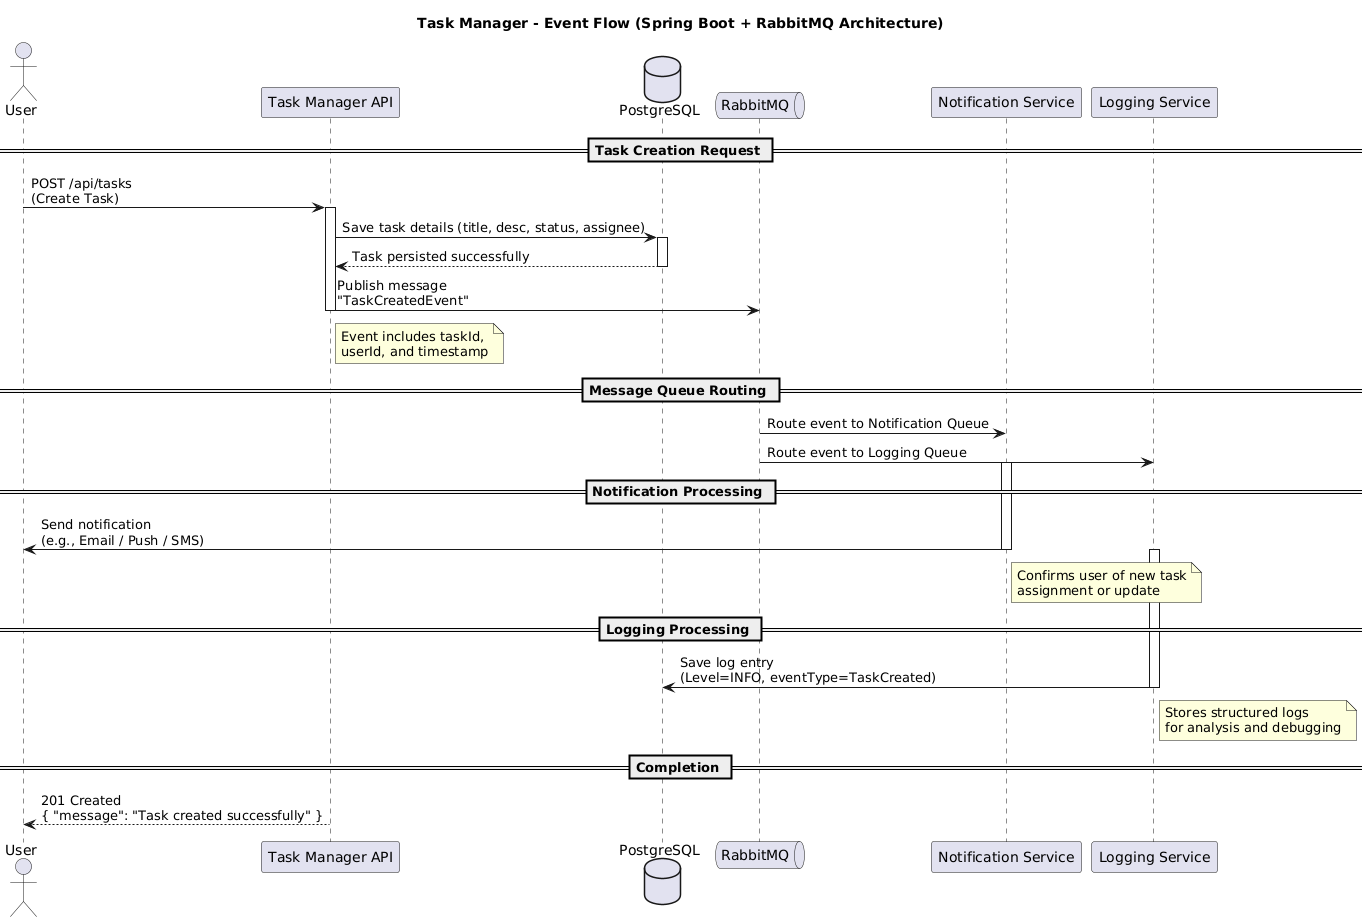 Task Manager - Event Flow (Spring Boot + RabbitMQ Architecture)
User
Task Manager API
PostgreSQL
RabbitMQ
Notification Service
Logging Service
Task Creation Request
POST /api/tasks
(Create Task)
Save task details (title, desc, status, assignee)
Task persisted successfully
Publish message
"TaskCreatedEvent"
Event includes taskId,
userId, and timestamp
Message Queue Routing
Route event to Notification Queue
Route event to Logging Queue
Notification Processing
Send notification
(e.g., Email / Push / SMS)
Confirms user of new task
assignment or update
Logging Processing
Save log entry
(Level=INFO, eventType=TaskCreated)
Stores structured logs
for analysis and debugging
Completion
201 Created
{ "message": "Task created successfully" }
User
Task Manager API
PostgreSQL
RabbitMQ
Notification Service
Logging Service